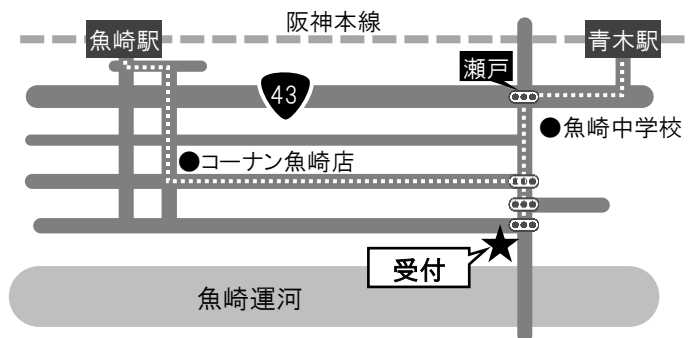 阪神本線
魚崎駅
青木駅
瀬戸
43
●魚崎中学校
●コーナン魚崎店
★
受付
魚崎運河